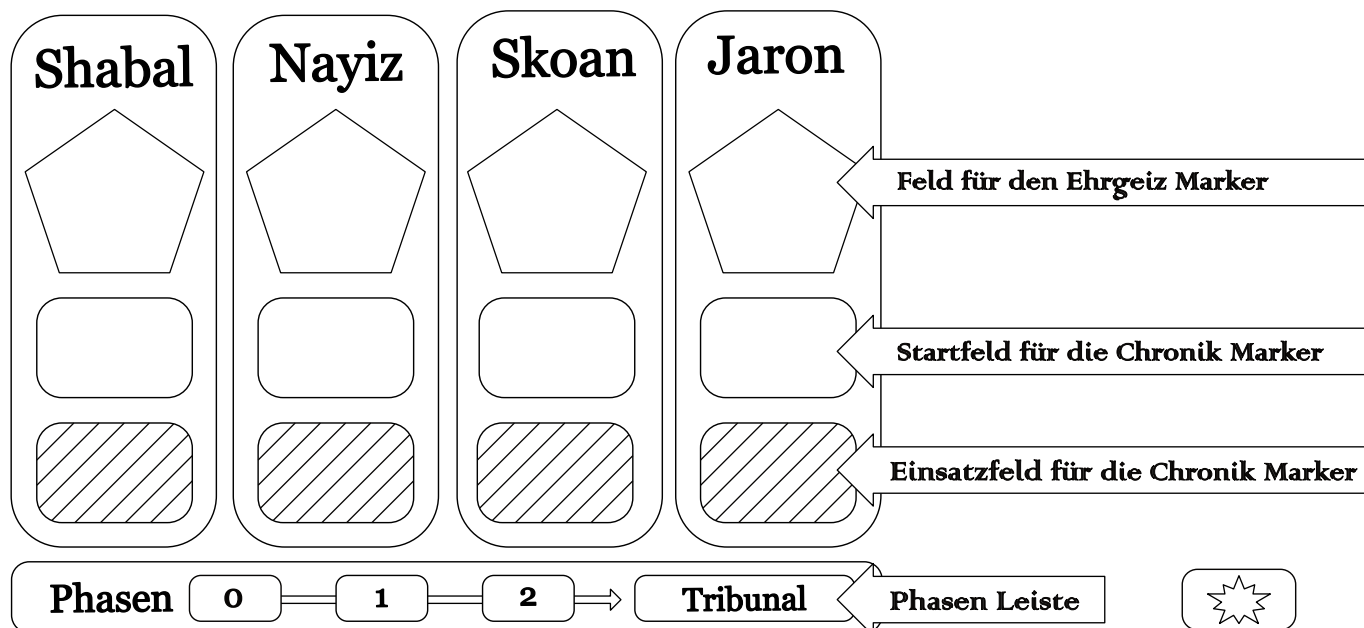 Shabal
Nayiz
Skoan
Jaron
Feld für den Ehrgeiz Marker
Startfeld für die Chronik Marker
Einsatzfeld für die Chronik Marker
Phasen 0 1 2 Tribunal
Phasen Leiste